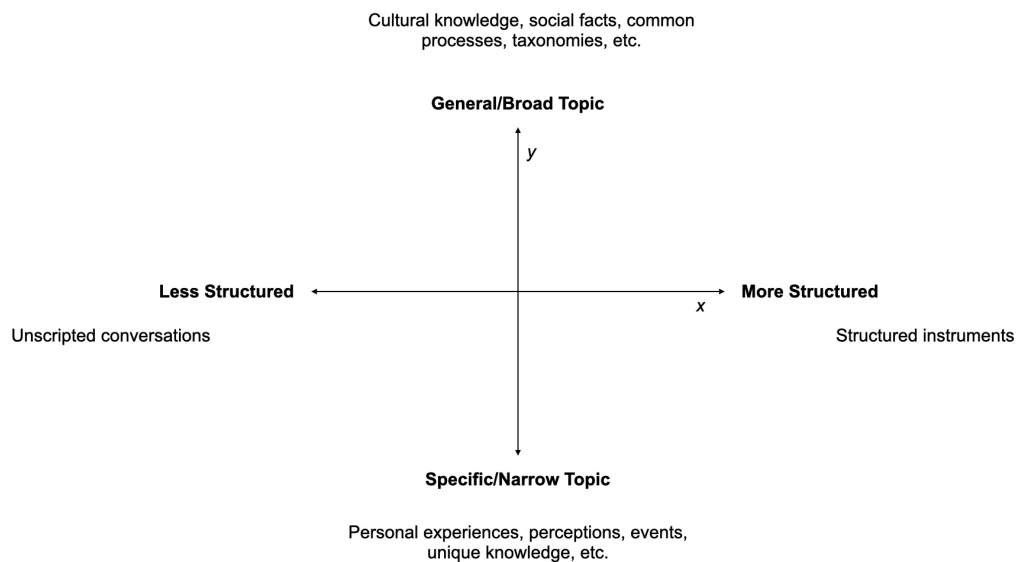 Cultural knowledge, social facts, common
processes, taxonomies, etc.
General/Broad Topic
y
Less Structured
More Structured
x
Unscripted conversations
Structured instruments
Specific/Narrow Topic
Personal experiences, perceptions, events,
unique knowledge, etc.